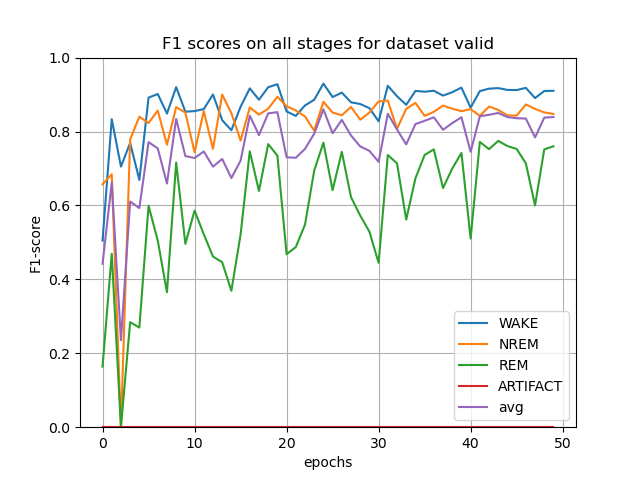 F1 scores on all stages for dataset valid
1.0
0.8
0.6
0.4
0.2
0.0
F1-score
0 10 20 30 40 50
epochs
WAKE
NREM
REM
ARTIFACT
avg